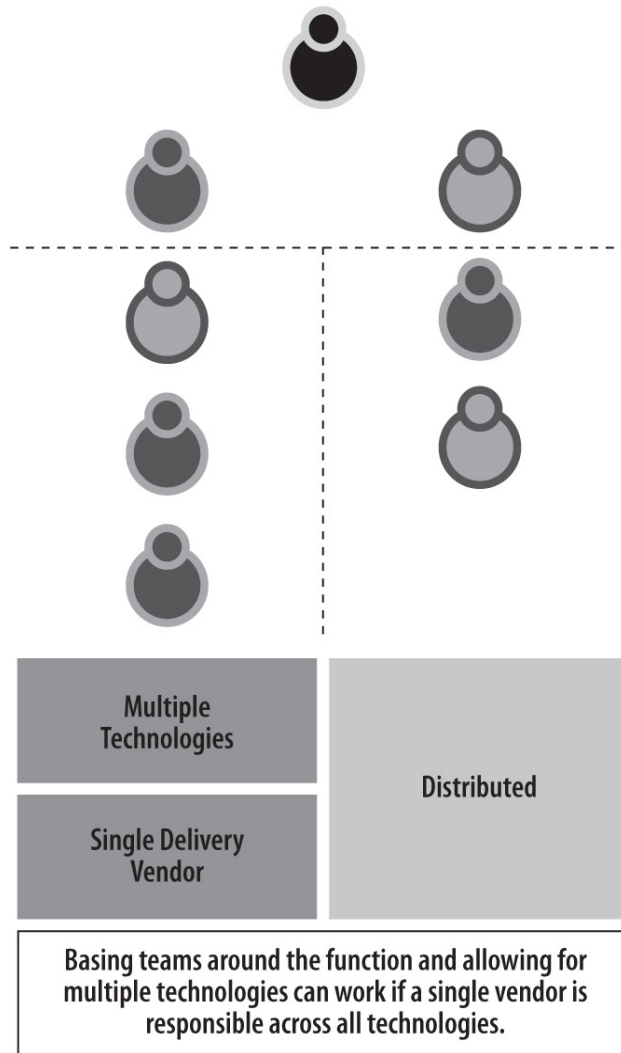 Multiple
Technologies
Distributed
Single Delivery
Vendor
Basing teams around the function and allowing for
multiple technologies can work if a single vendor is
responsible across all technologies.